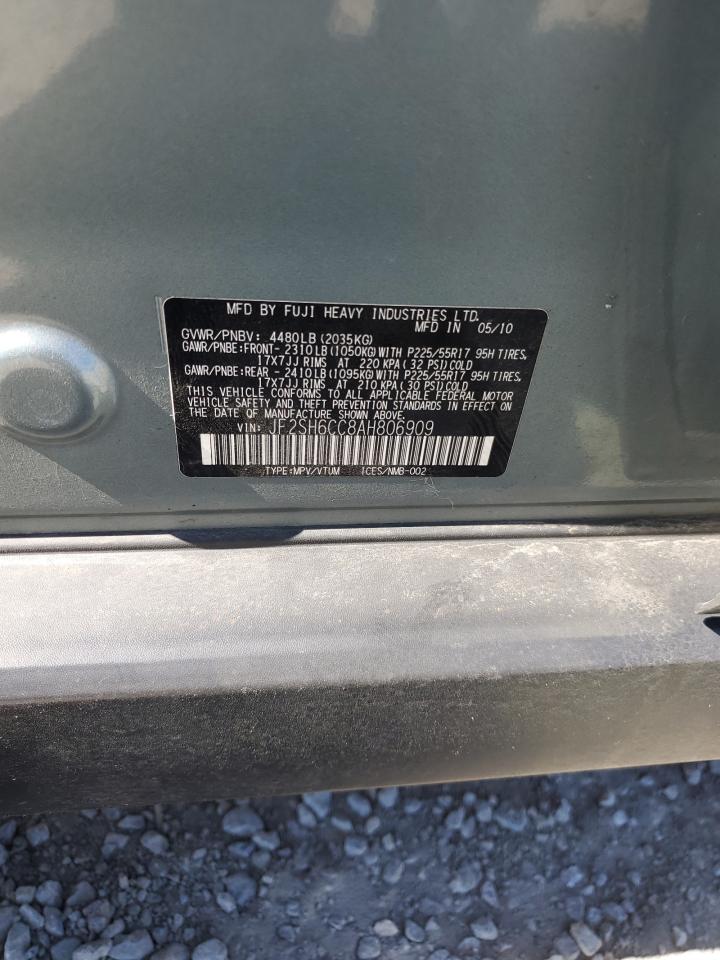 MFD BY FUJI HEAVY INDUSTRIES LTD.
MFD IN 05/10
GVWR/PNBV: 4480LB (2035KG)
GAWR/PNBE:FRONT- 2310LB (1050KG) WITH P225/55R17 95H TIRES,
17X7JJ RIMS AT 220 KPA (32 PSI) COLD
GAWR/PNBE:REAR - 2410LB (1095KG) WITH P225/55R17 95H TIRES,
17X7JJ RIMS AT 210 KPA (30 PSI) COLD
THIS VEHICLE CONFORMS TO ALL APPLICABLE FEDERAL MOTOR
VEHICLE SAFETY AND THEFT PREVENTION STANDARDS IN EFFECT
ON THE DATE OF MANUFACTURE SHOWN ABOVE.
VIN: JF2SH6CC8AH806909
TYPE:MPV/VTUM ICES/NMB-002